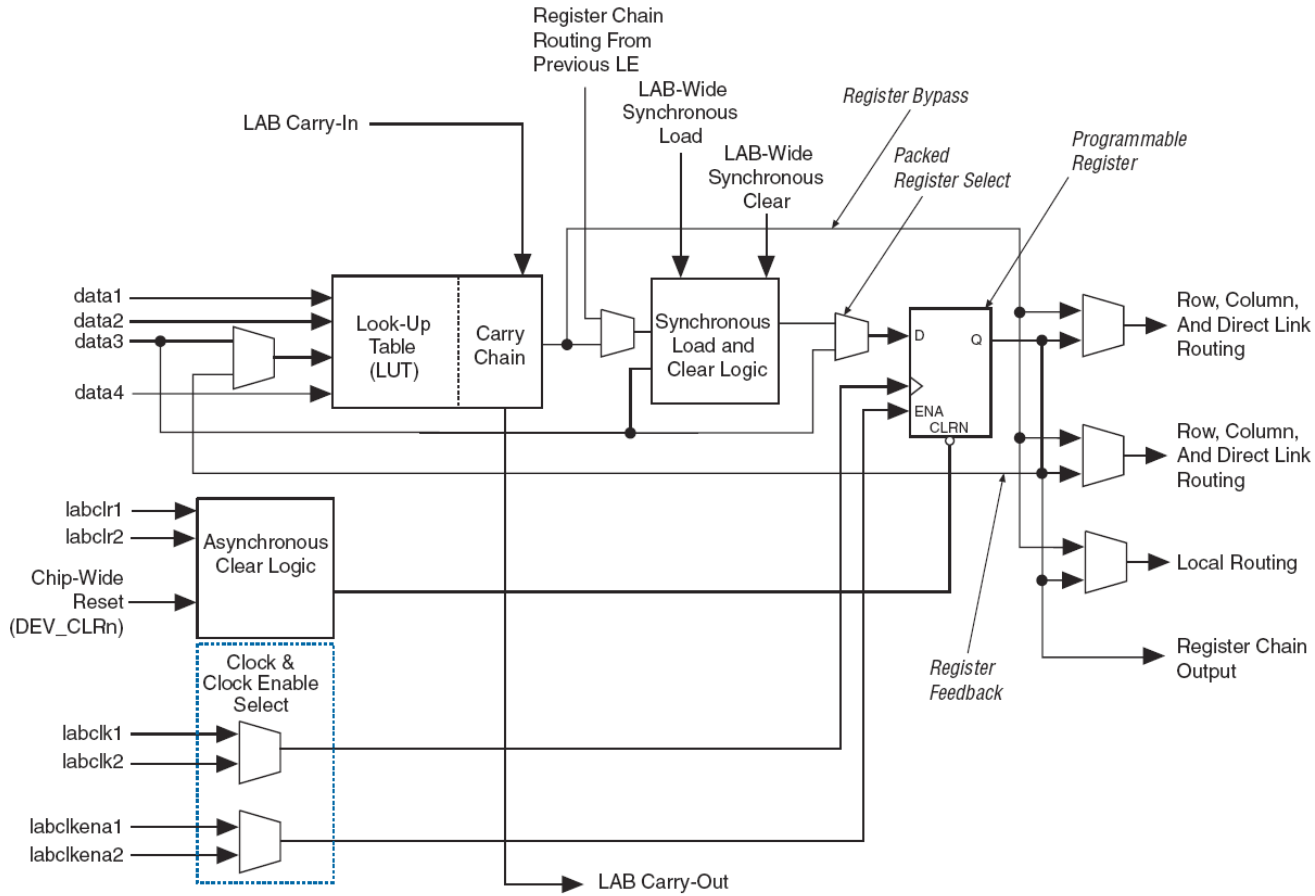 Register Chain
Routing From
Previous LE
LAB-Wide
Synchronous
Load
Register Bypass
LAB Carry-In
LAB-Wide
Synchronous
Clear
Packed
Register Select
Programmable
Register
data1
data2
data3
data4
Look-Up
Table
(LUT)
Carry
Chain
Synchronous
Load and
Clear Logic
D
Q
ENA
CLRN
Row, Column,
And Direct Link
Routing
Row, Column,
And Direct Link
Routing
Local Routing
Register Chain
Output
Register
Feedback
labclr1
labclr2
Chip-Wide
Reset
(DEV_CLRn)
Asynchronous
Clear Logic
Clock &
Clock Enable
Select
labclk1
labclk2
labclkena1
labclkena2
LAB Carry-Out